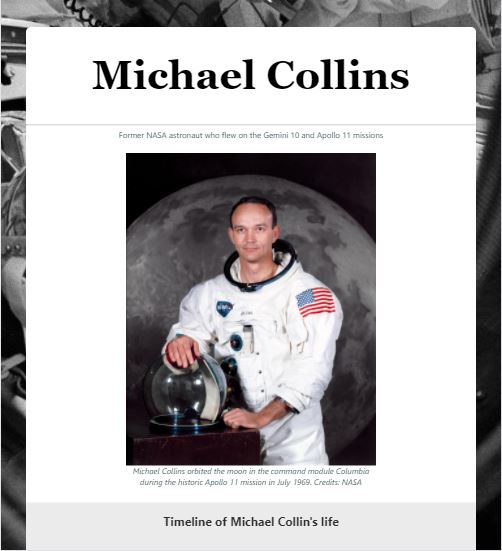 Michael Collins
Former NASA astronaut who flew on the Gemini 10 and Apollo 11 missions
NASA
Michael Collins orbited the moon in the command module Columbia
during the historic Apollo 11 mission in July 1969. Credits: NASA
Timeline of Michael Collin's life